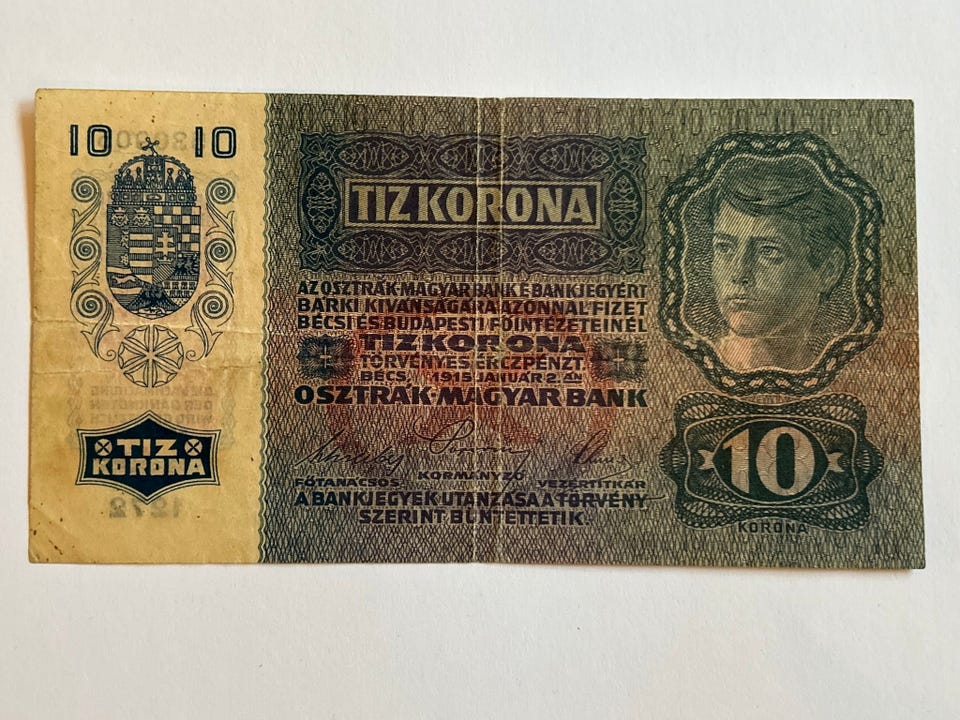 10 10
TIZ KORONA
AZ OSZTRÁK-MAGYAR BANK E BANKJEGYÉRT
BÁRKI KIVÁNSÁGÁRA AZONNAL FIZET
BÉCSI ÉS BUDAPESTI FŐINTÉZETEINÉL
TIZ KORONA
TÖRVÉNYES ÉRCZPÉNZT.
BÉCS, 1915 JANUÁR 2.ÁN
OSZTRÁK-MAGYAR BANK
FŐTANÁCSOS
KORMÁNYZÓ
VEZÉRTITKÁR
A BANKJEGYEK UTÁNZÁSA A TÖRVÉNY
SZERINT BÜNTETTETIK.
TIZ
KORONA
10
KORONA
1272